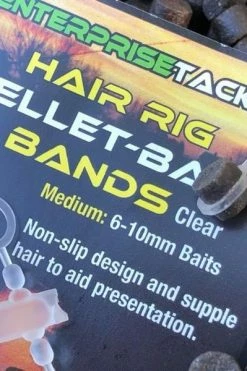 ENTERPRISETACK
HAIR RIG
ELLET-BA
BANDS
Clear
Medium: 6-10mm Baits
Non-slip design and supple
hair to aid presentation.